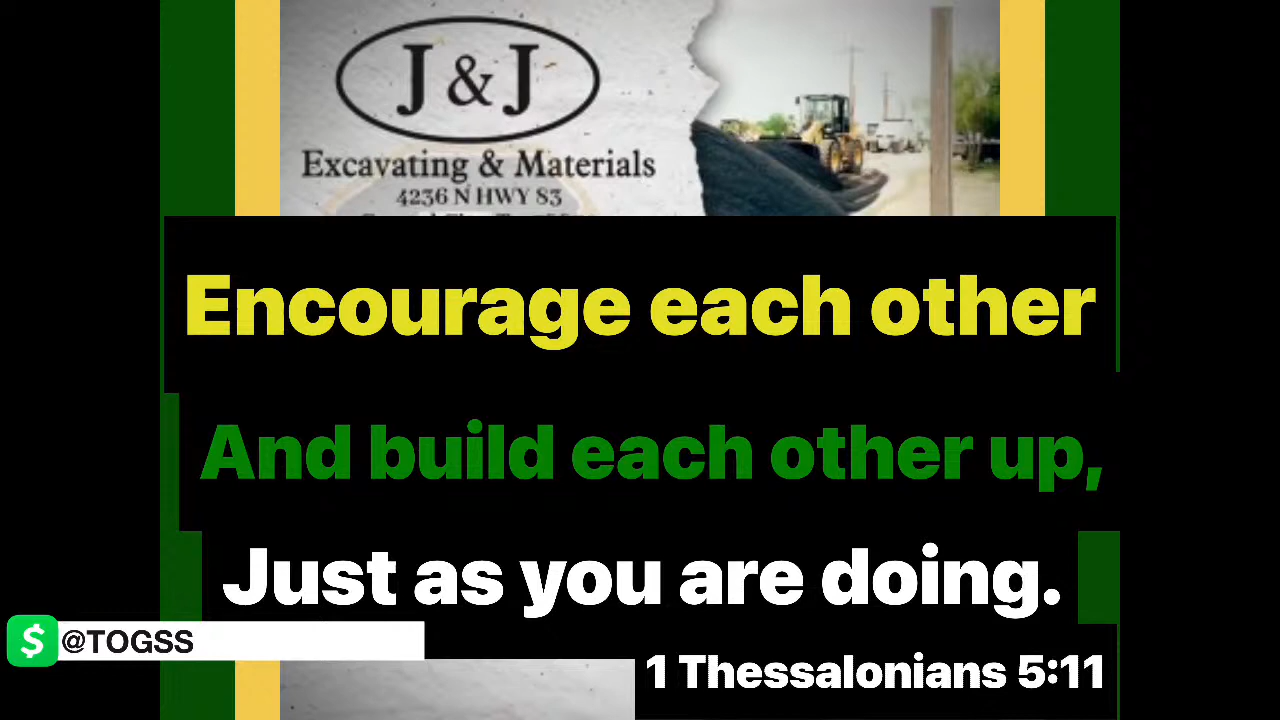 J & J
Excavating & Materials
4236 N HWY 83
Encourage each other
And build each other up,
Just as you are doing.
$ @TOGSS
1 Thessalonians 5:11